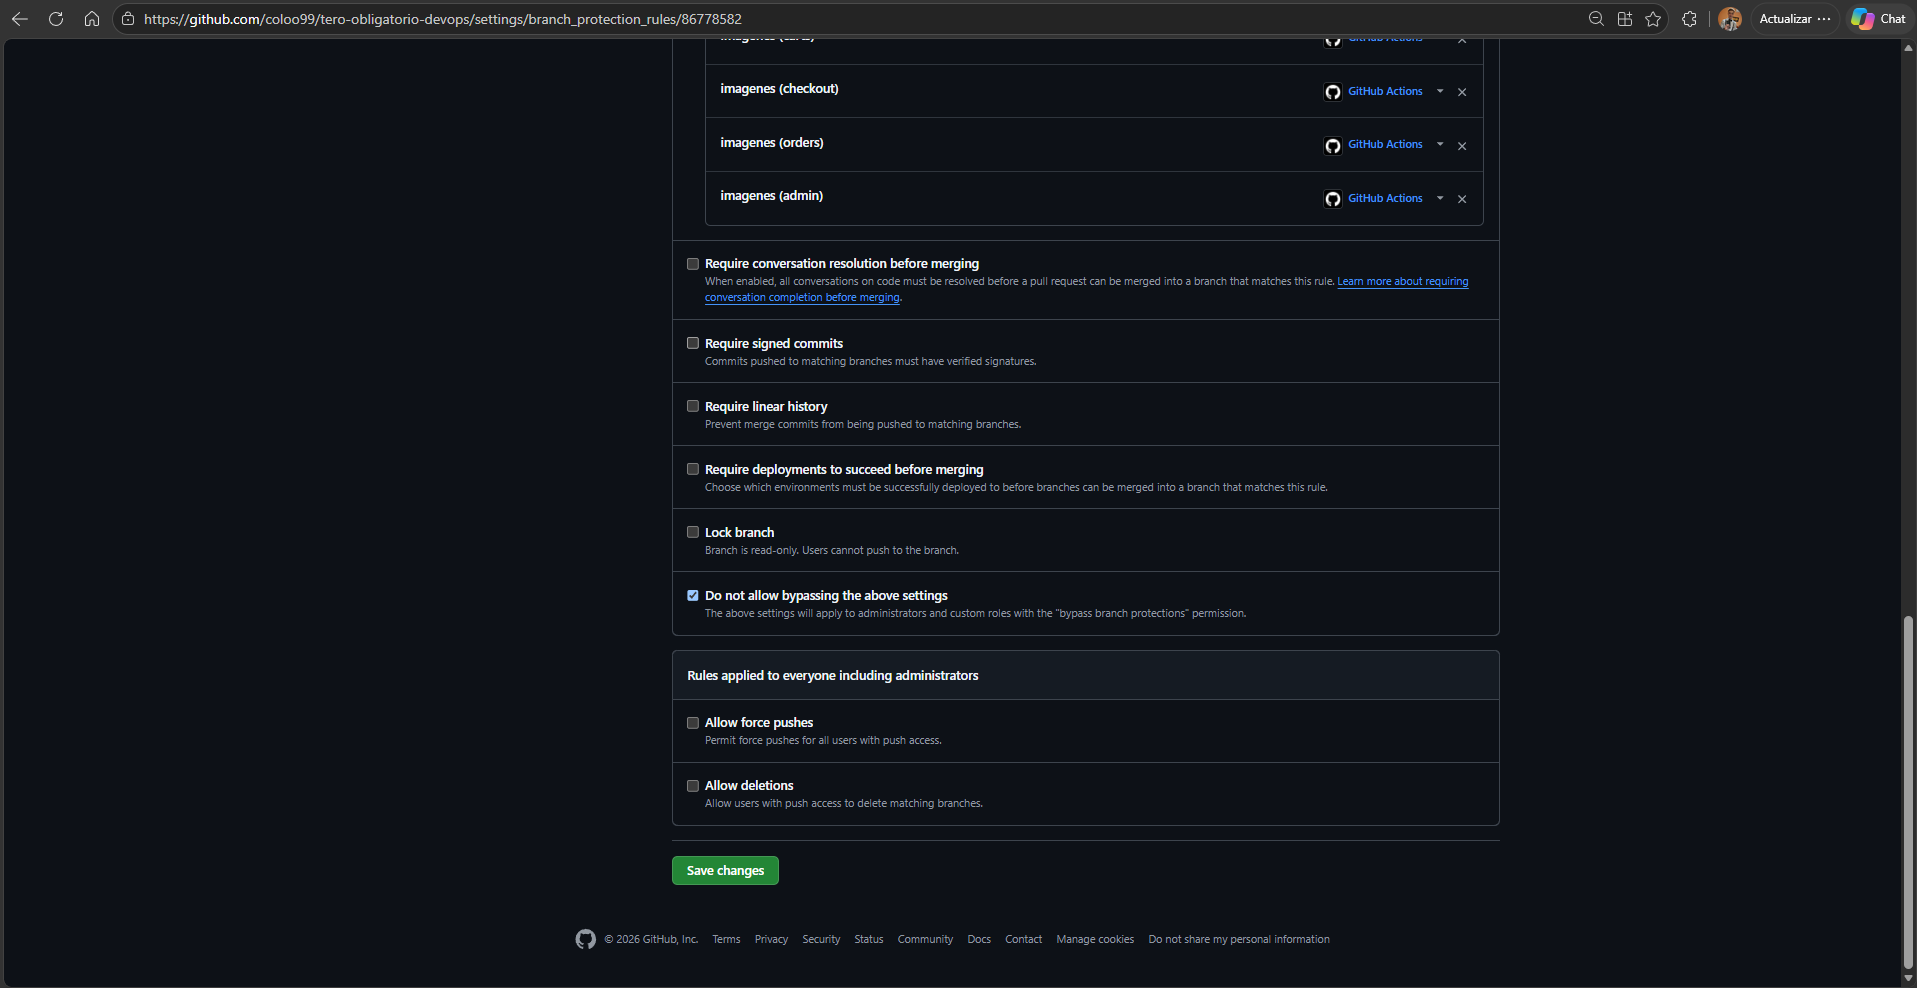 https://github.com/coloo99/tero-obligatorio-devops/settings/branch_protection_rules/86778582
Actualizar ···
Chat
GitHub Actions
imagenes (checkout)
GitHub Actions
imagenes (orders)
GitHub Actions
imagenes (admin)
GitHub Actions
Require conversation resolution before merging
When enabled, all conversations on code must be resolved before a pull request can be merged into a branch that matches this rule. Learn more about requiring
conversation completion before merging.
Require signed commits
Commits pushed to matching branches must have verified signatures.
Require linear history
Prevent merge commits from being pushed to matching branches.
Require deployments to succeed before merging
Choose which environments must be successfully deployed to before branches can be merged into a branch that matches this rule.
Lock branch
Branch is read-only. Users cannot push to the branch.
Do not allow bypassing the above settings
The above settings will apply to administrators and custom roles with the "bypass branch protections" permission.
Rules applied to everyone including administrators
Allow force pushes
Permit force pushes for all users with push access.
Allow deletions
Allow users with push access to delete matching branches.
Save changes
© 2026 GitHub, Inc. Terms Privacy Security Status Community Docs Contact Manage cookies Do not share my personal information